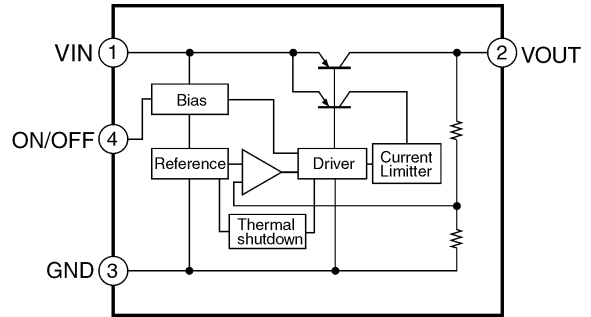 VIN 1
2 VOUT
Bias
ON/OFF 4
Reference
Driver
Current
Limitter
Thermal
shutdown
GND 3